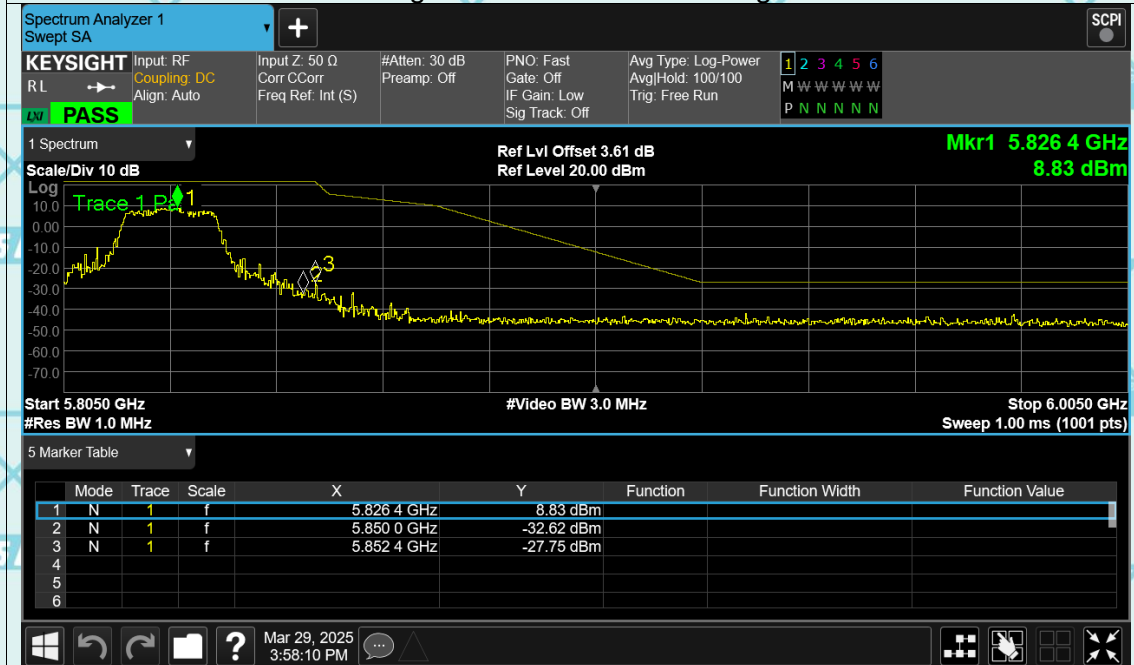 Spectrum Analyzer 1
Swept SA
SCPI
KEYSIGHT
RL
LXI PASS
Input: RF
Coupling: DC
Align: Auto
Input Z: 50 Ω
Corr CCorr
Freq Ref: Int (S)
#Atten: 30 dB
Preamp: Off
PNO: Fast
Gate: Off
IF Gain: Low
Sig Track: Off
Avg Type: Log-Power
Avg|Hold: 100/100
Trig: Free Run
1 2 3 4 5 6
M W W W W W
P N N N N N
1 Spectrum
Scale/Div 10 dB
Ref Lvl Offset 3.61 dB
Ref Level 20.00 dBm
Mkr1 5.826 4 GHz
8.83 dBm
Log
Trace 1 Pa
1
2
3
10.0
0.00
-10.0
-20.0
-30.0
-40.0
-50.0
-60.0
-70.0
Start 5.8050 GHz
#Video BW 3.0 MHz
Stop 6.0050 GHz
#Res BW 1.0 MHz
Sweep 1.00 ms (1001 pts)
5 Marker Table
Mode Trace Scale X Y Function Function Width Function Value
1 N 1 f 5.826 4 GHz 8.83 dBm
2 N 1 f 5.850 0 GHz -32.62 dBm
3 N 1 f 5.852 4 GHz -27.75 dBm
4
5
6
?
Mar 29, 2025
3:58:10 PM